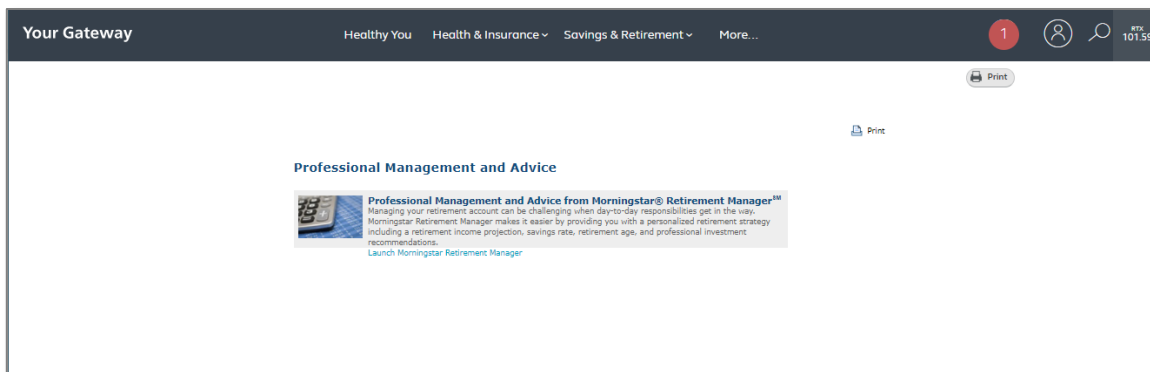 Your Gateway
Healthy You
Health & Insurance
Savings & Retirement
More...
1
RTX
101.59
Print
Print
Professional Management and Advice
Professional Management and Advice from Morningstar® Retirement Manager℠
Managing your retirement account can be challenging when day-to-day responsibilities get in the way.
Morningstar Retirement Manager makes it easier by providing you with a personalized retirement strategy
including a retirement income projection, savings rate, retirement age, and professional investment
recommendations.
Launch Morningstar Retirement Manager